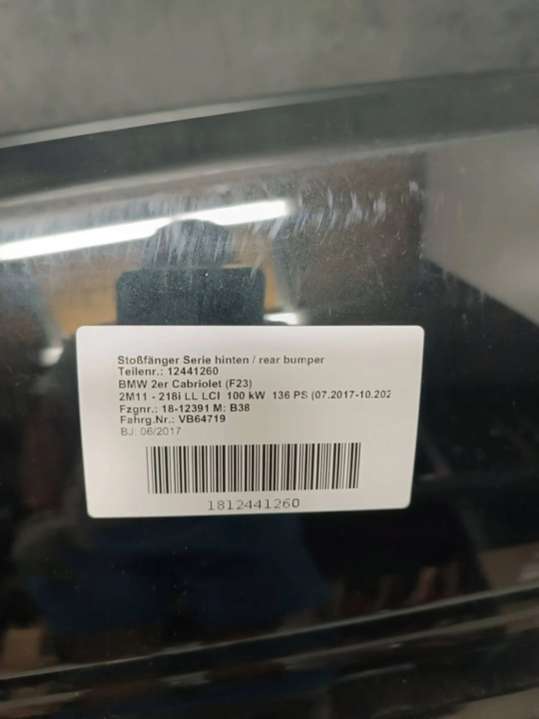 Stoßfänger Serie hinten / rear bumper
Teilenr.: 12441260
BMW 2er Cabriolet (F23)
2M11 - 218i LL LCI 100 kW 136 PS (07.2017-10.202
Fzgnr.: 18-12391 M: B38
Fahrg.Nr.: VB64719
BJ: 06/2017
1812441260